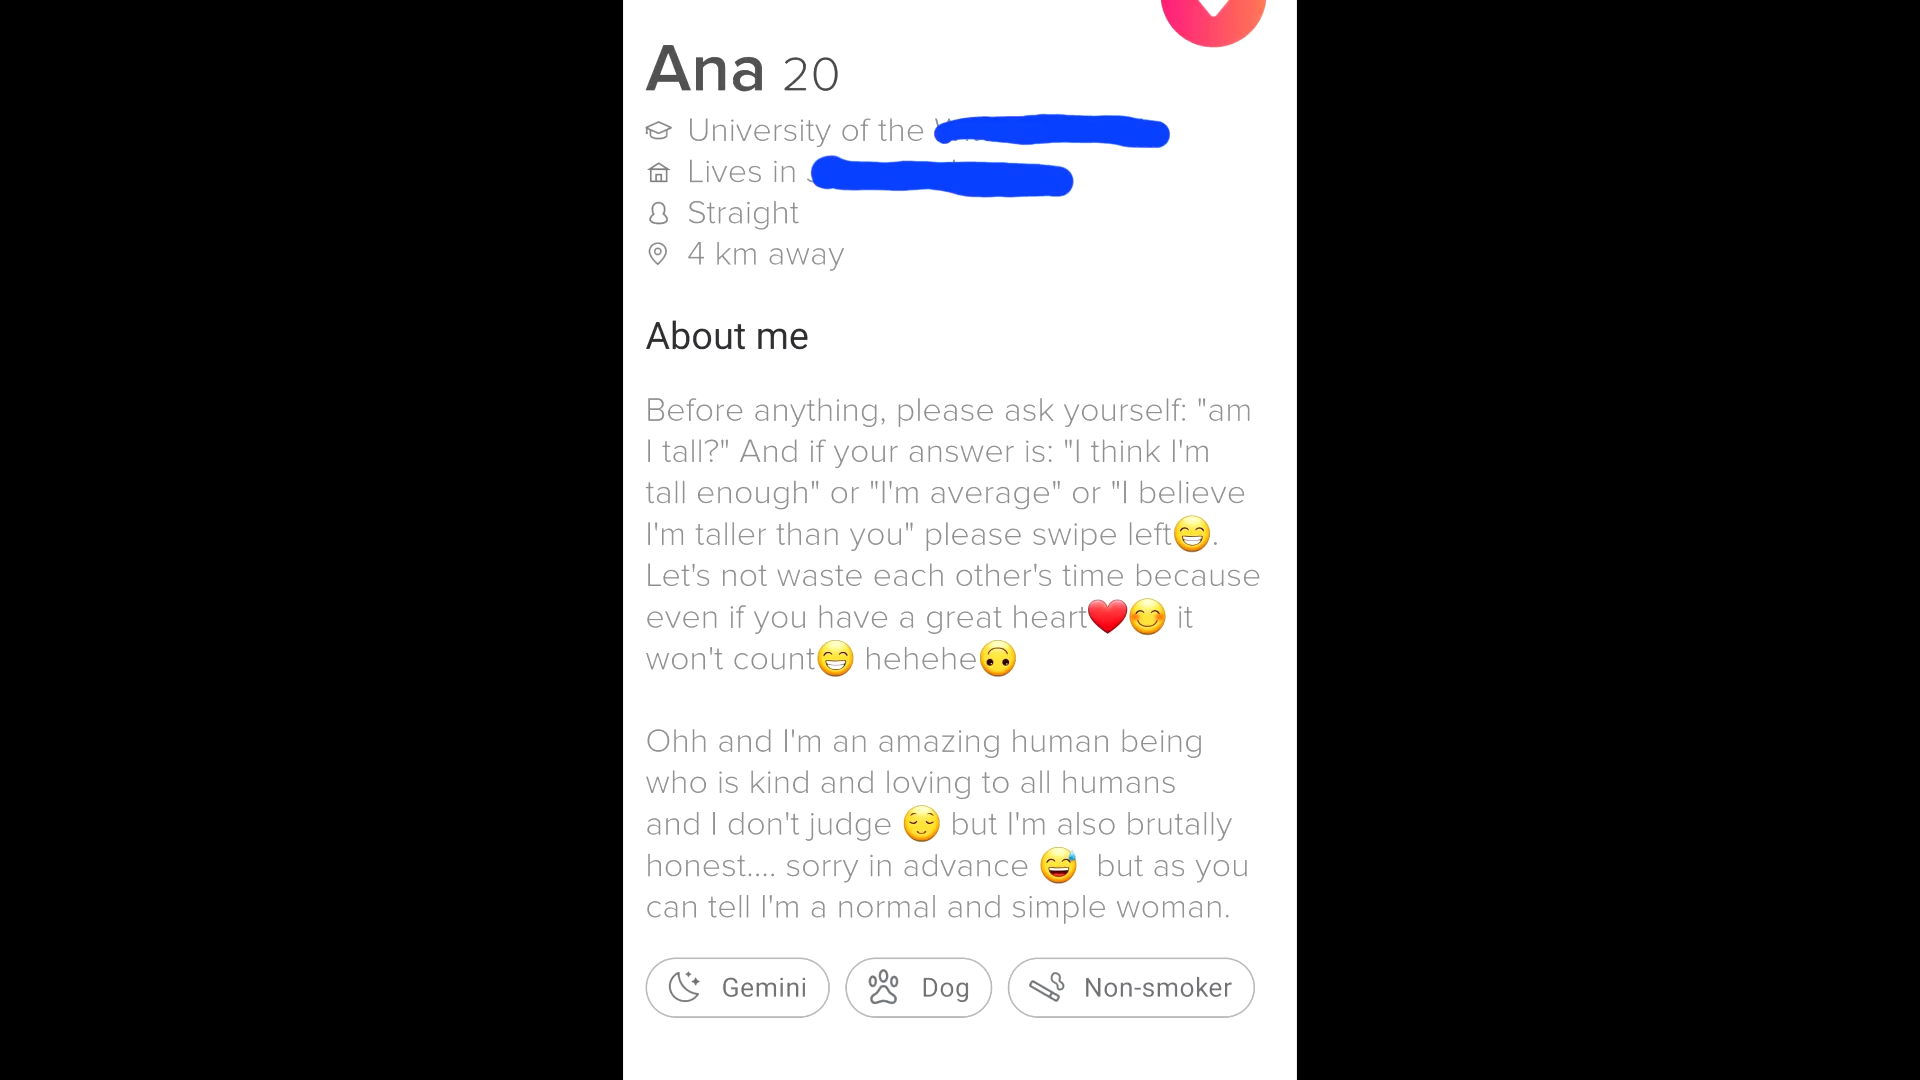 Ana 20
University of the
Lives in
Straight
4 km away
About me
Before anything, please ask yourself: "am
I tall?" And if your answer is: "I think I'm
tall enough" or "I'm average" or "I believe
I'm taller than you" please swipe left😁.
Let's not waste each other's time because
even if you have a great heart❤️😊 it
won't count😁 hehehe🙃
Ohh and I'm an amazing human being
who is kind and loving to all humans
and I don't judge 😌 but I'm also brutally
honest.... sorry in advance 😅 but as you
can tell I'm a normal and simple woman.
Gemini Dog Non-smoker